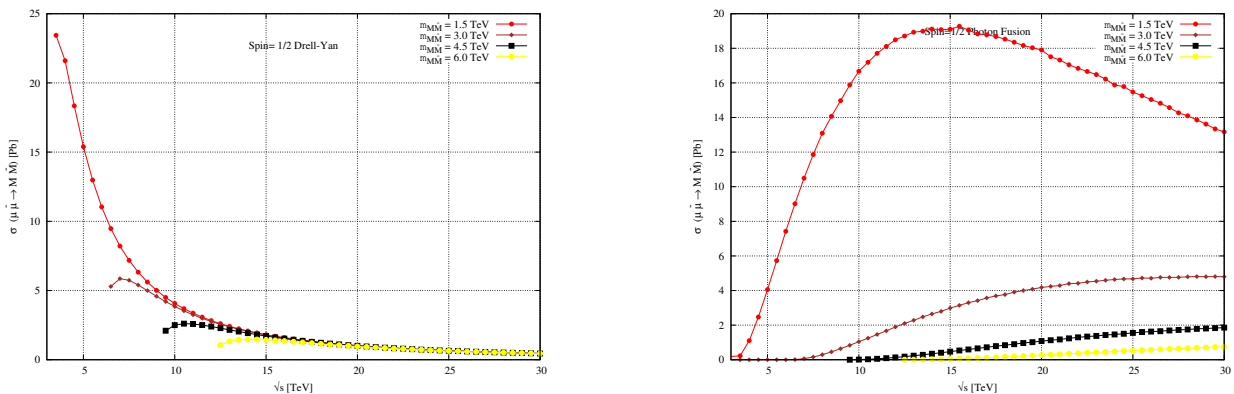 Spin= 1/2 Drell-Yan
m_MM̄ = 1.5 TeV
m_MM̄ = 3.0 TeV
m_MM̄ = 4.5 TeV
m_MM̄ = 6.0 TeV
25
20
15
10
5
0
σ (μ μ̄ → M M̄) [Pb]
5
10
15
20
25
30
√s [TeV]
Spin=1/2 Photon Fusion
m_MM̄ = 1.5 TeV
m_MM̄ = 3.0 TeV
m_MM̄ = 4.5 TeV
m_MM̄ = 6.0 TeV
20
18
16
14
12
10
8
6
4
2
0
σ (μ μ̄ → M M̄) [Pb]
5
10
15
20
25
30
√s [TeV]